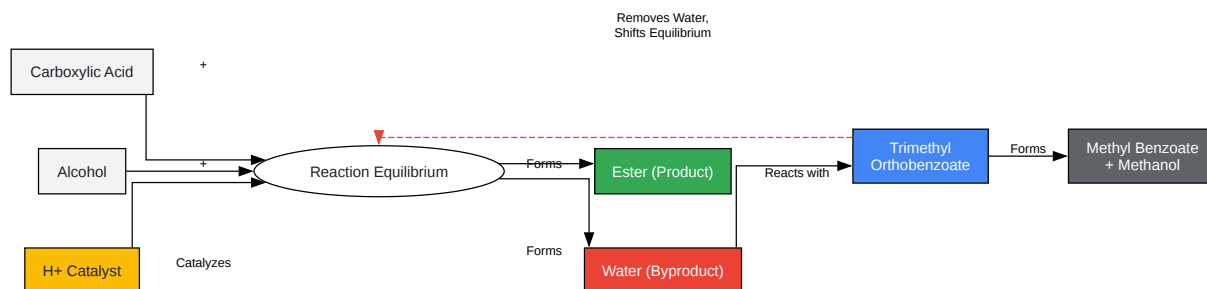 Removes Water,
Shifts Equilibrium
Carboxylic Acid
+
Alcohol
+
H+ Catalyst
Catalyzes
Reaction Equilibrium
Forms
Ester (Product)
Forms
Water (Byproduct)
Reacts with
Trimethyl
Orthobenzoate
Forms
Methyl Benzoate
+ Methanol